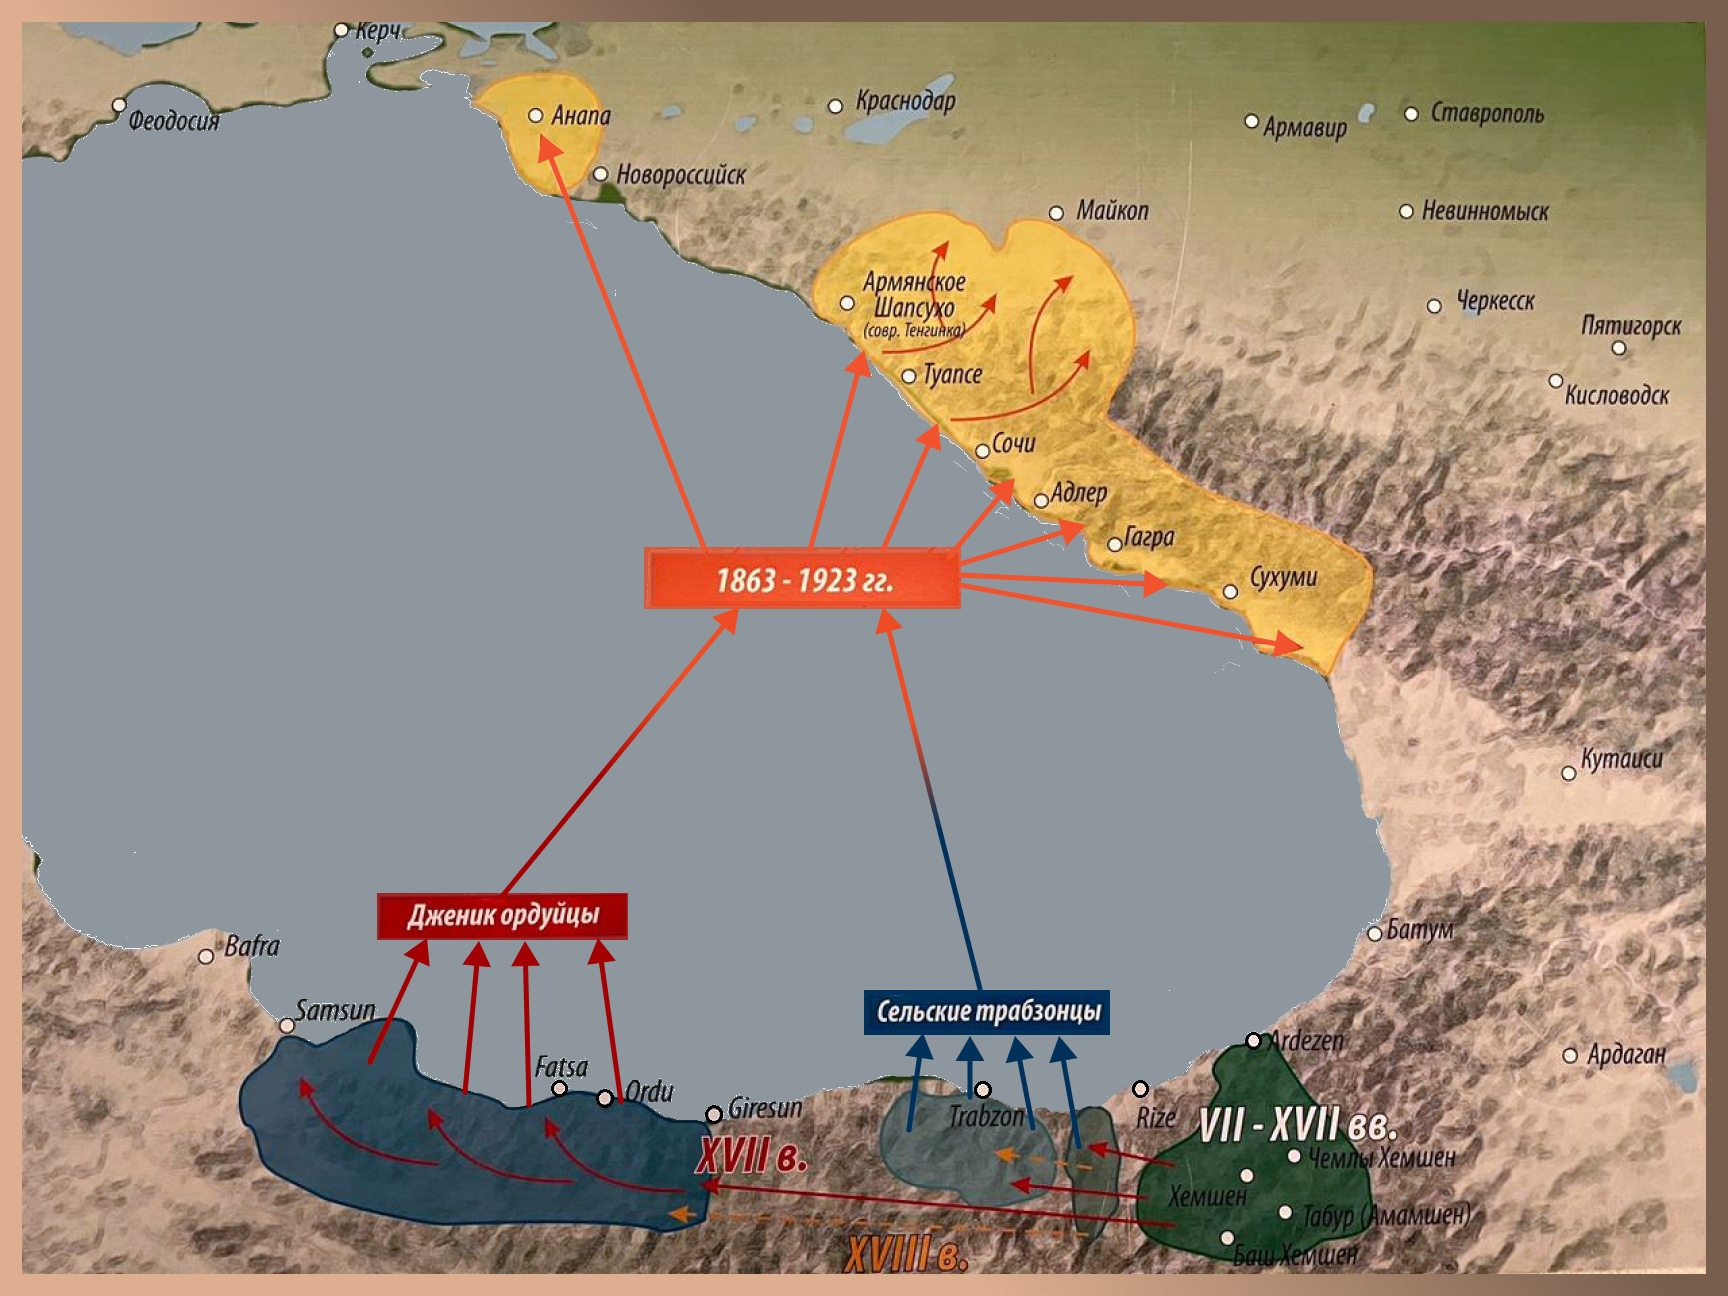 Керч
Феодосия
Анапа
Краснодар
Армавир
Ставрополь
Новороссийск
Майкоп
Невинномыск
Армянское
Шапсухо
(совр. Тенгинка)
Черкесск
Пятигорск
Туапсе
Кисловодск
Сочи
Адлер
Гагра
1863 - 1923 гг.
Сухуми
Кутаиси
Дженик ордуйцы
Bafra
Батум
Samsun
Сельские трабзонцы
Ardezen
Ардаган
Fatsa
Ordu
Giresun
Trabzon
Rize
VII - XVII вв.
XVII в.
Чемлы Хемшен
Хемшен
Табур (Амамшен)
XVIII в.
Баш Хемшен